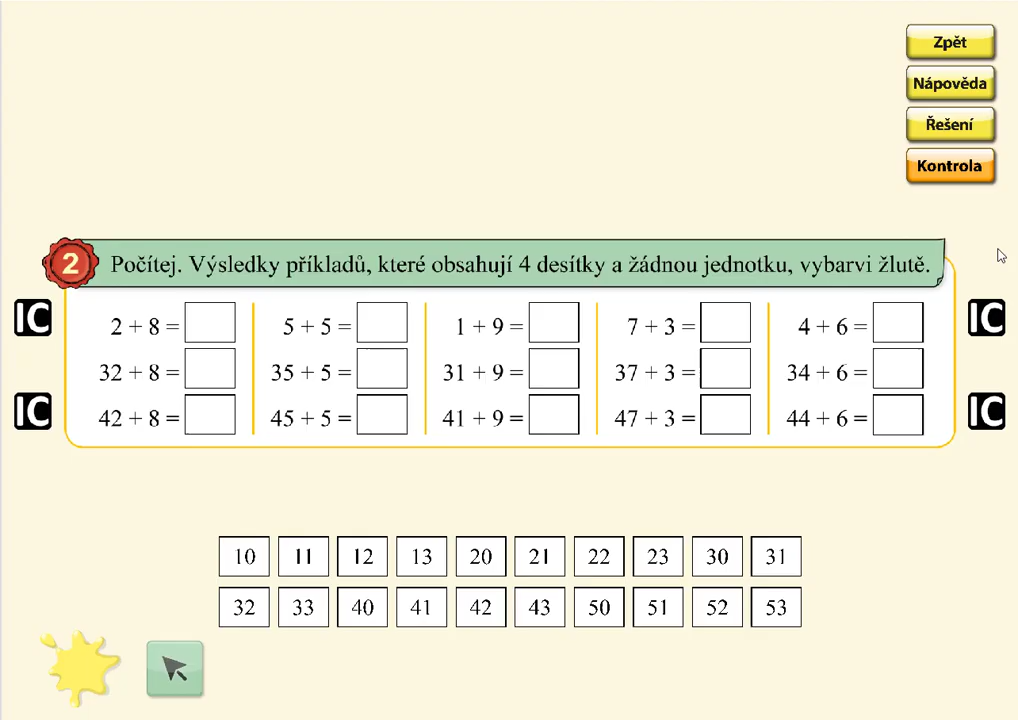 Zpět
Nápověda
Řešení
Kontrola
2 Počítej. Výsledky příkladů, které obsahují 4 desítky a žádnou jednotku, vybarvi žlutě.
IC IC
2 + 8 = 5 + 5 = 1 + 9 = 7 + 3 = 4 + 6 =
32 + 8 = 35 + 5 = 31 + 9 = 37 + 3 = 34 + 6 =
IC IC
42 + 8 = 45 + 5 = 41 + 9 = 47 + 3 = 44 + 6 =
10 11 12 13 20 21 22 23 30 31
32 33 40 41 42 43 50 51 52 53